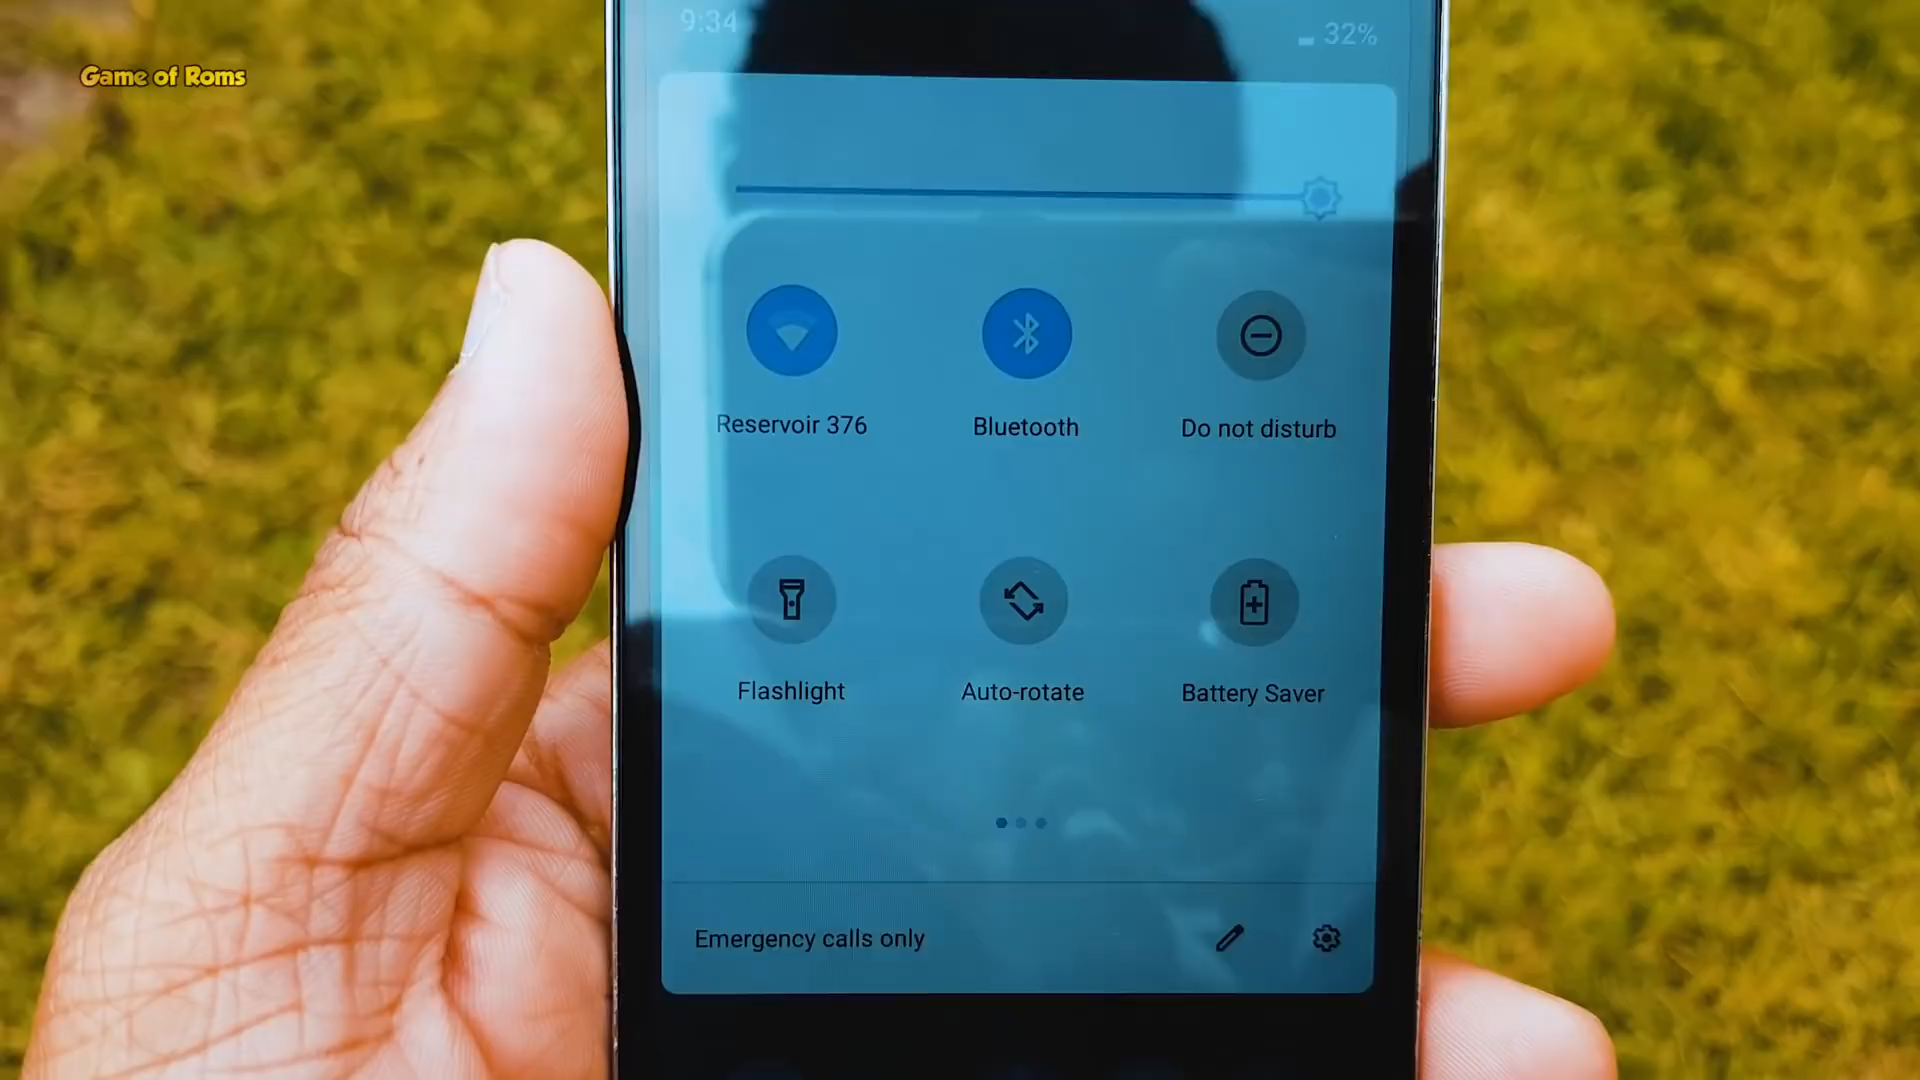 Game of Roms
9:34
32%
Reservoir 376
Bluetooth
Do not disturb
Flashlight
Auto-rotate
Battery Saver
Emergency calls only